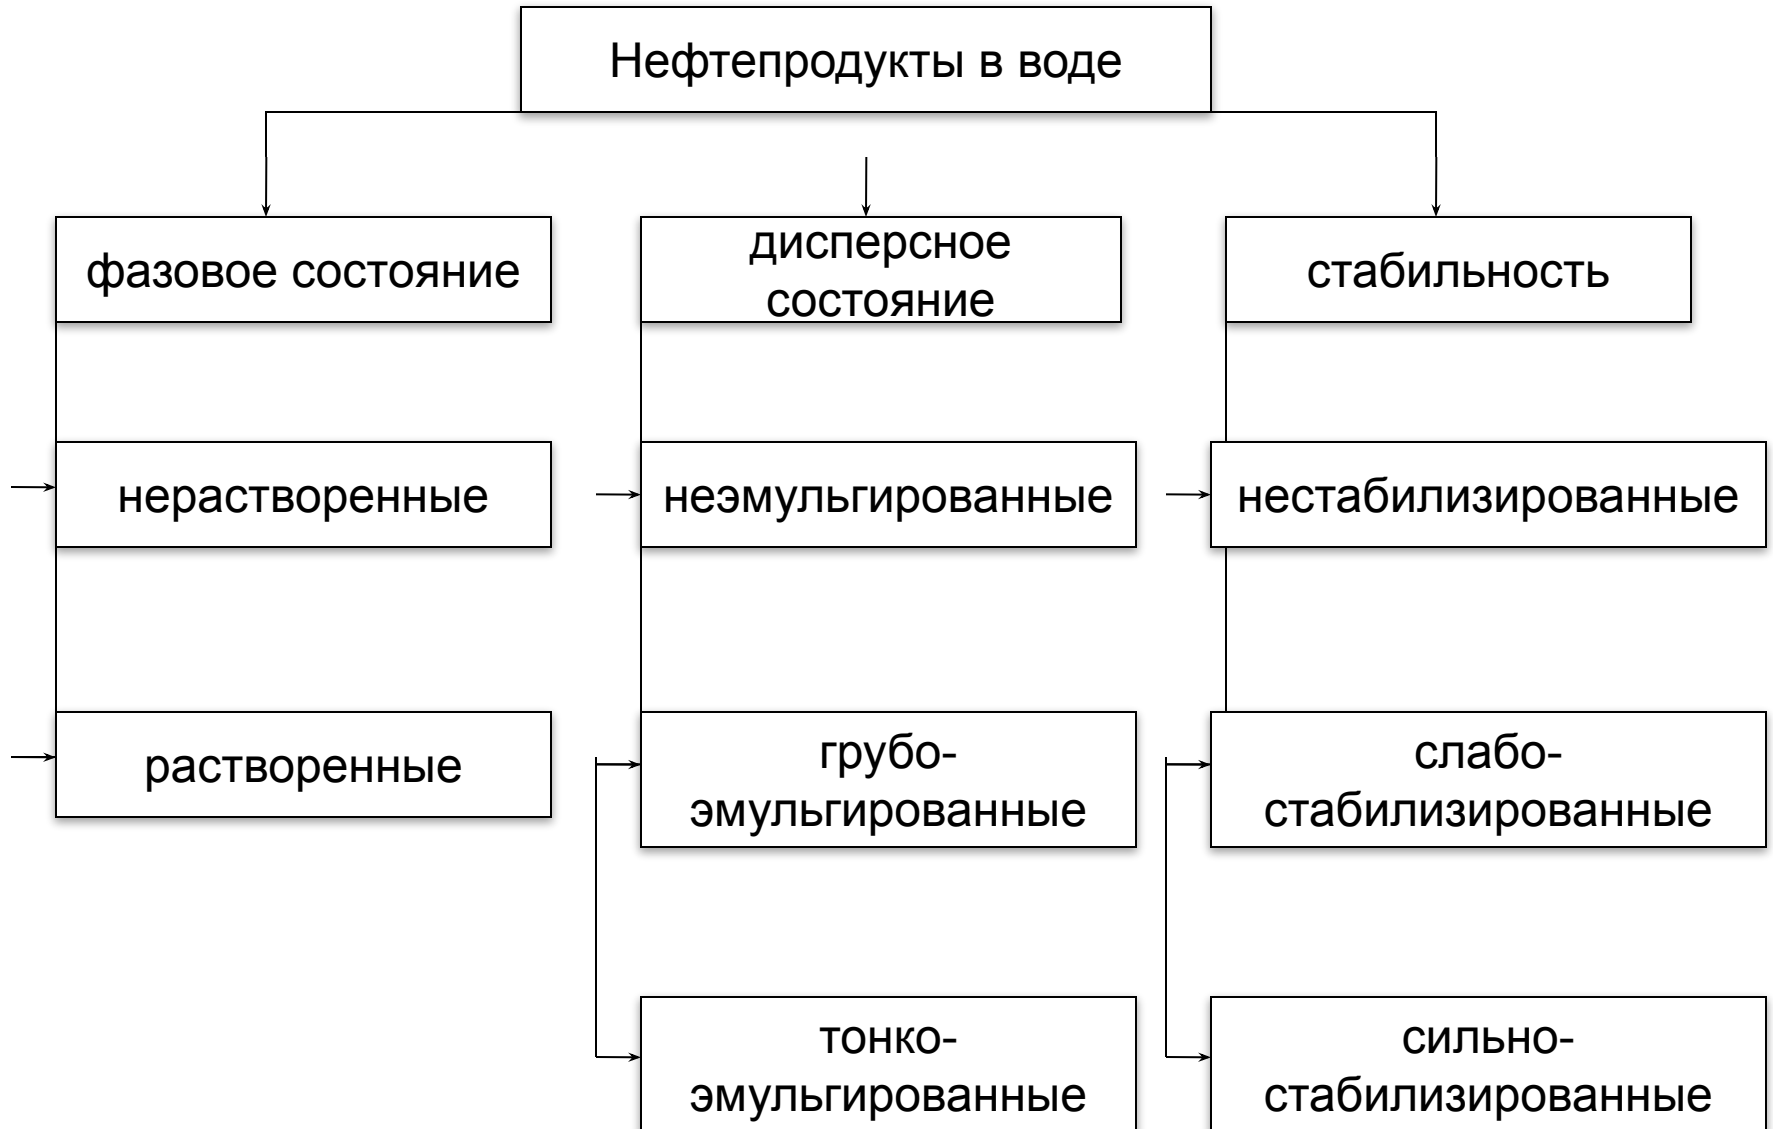 Нефтепродукты в воде
фазовое состояние
дисперсное
состояние
стабильность
нерастворенные
неэмульгированные
нестабилизированные
растворенные
грубо-
эмульгированные
слабо-
стабилизированные
тонко-
эмульгированные
сильно-
стабилизированные